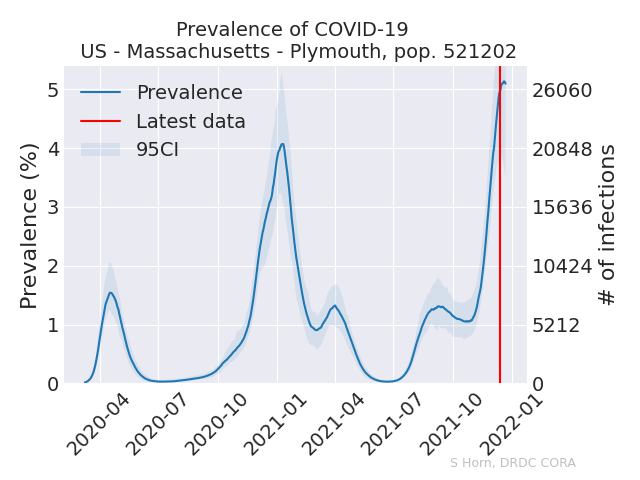 Prevalence of COVID-19
US - Massachusetts - Plymouth, pop. 521202
Prevalence
Latest data
95CI
Prevalence (%)
5
4
3
2
1
0
26060
20848
15636
10424
5212
0
# of infections
2020-04
2020-07
2020-10
2021-01
2021-04
2021-07
2021-10
2022-01
S Horn, DRDC CORA